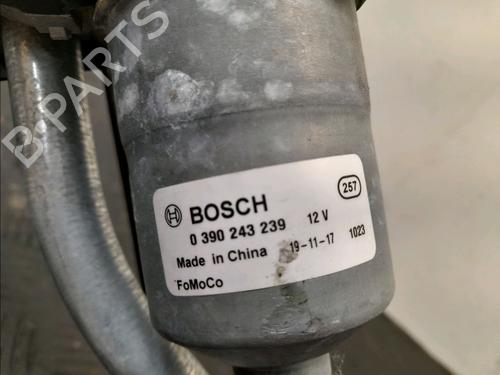 B-PARTS
257
BOSCH
0 390 243 239 12 V
Made in China 19-11-17 1023
FoMoCo